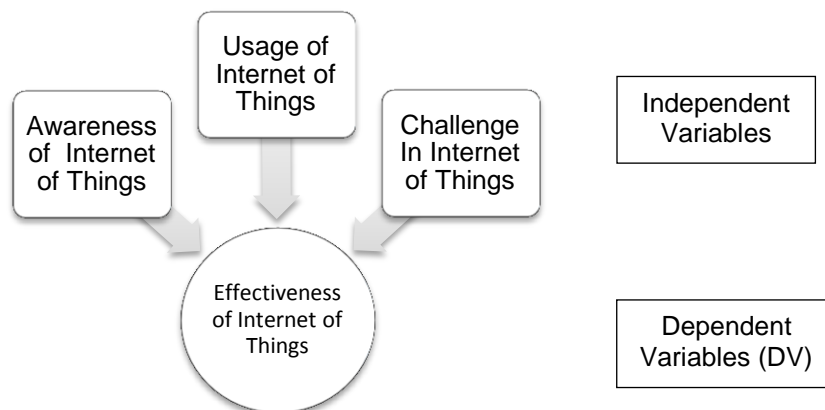 Usage of
Internet of
Things
Awareness
of Internet
of Things
Challenge
In Internet
of Things
Independent
Variables
Effectiveness
of Internet of
Things
Dependent
Variables (DV)